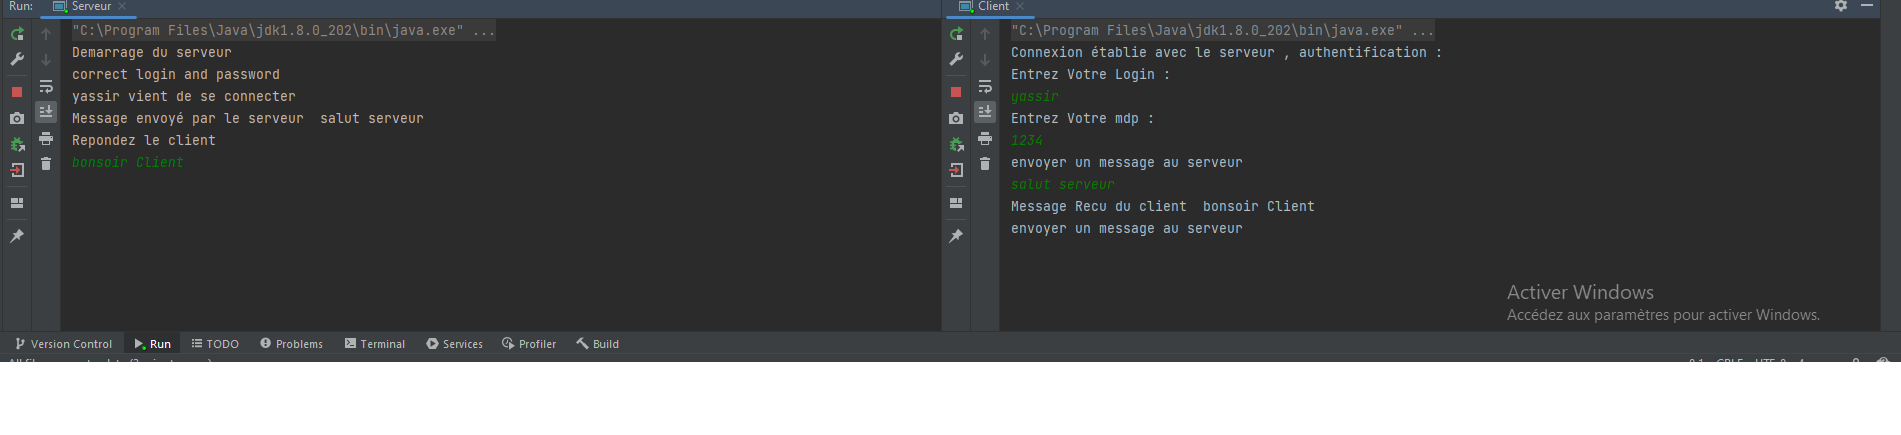 Run: Serveur
Client
"C:\Program Files\Java\jdk1.8.0_202\bin\java.exe" ...
Demarrage du serveur
correct login and password
yassir vient de se connecter
Message envoyé par le serveur  salut serveur
Repondez le client
bonsoir Client
"C:\Program Files\Java\jdk1.8.0_202\bin\java.exe" ...
Connexion établie avec le serveur , authentification :
Entrez Votre Login :
yassir
Entrez Votre mdp :
1234
envoyer un message au serveur
salut serveur
Message Recu du client  bonsoir Client
envoyer un message au serveur
Activer Windows
Accédez aux paramètres pour activer Windows.
Version Control Run TODO Problems Terminal Services Profiler Build